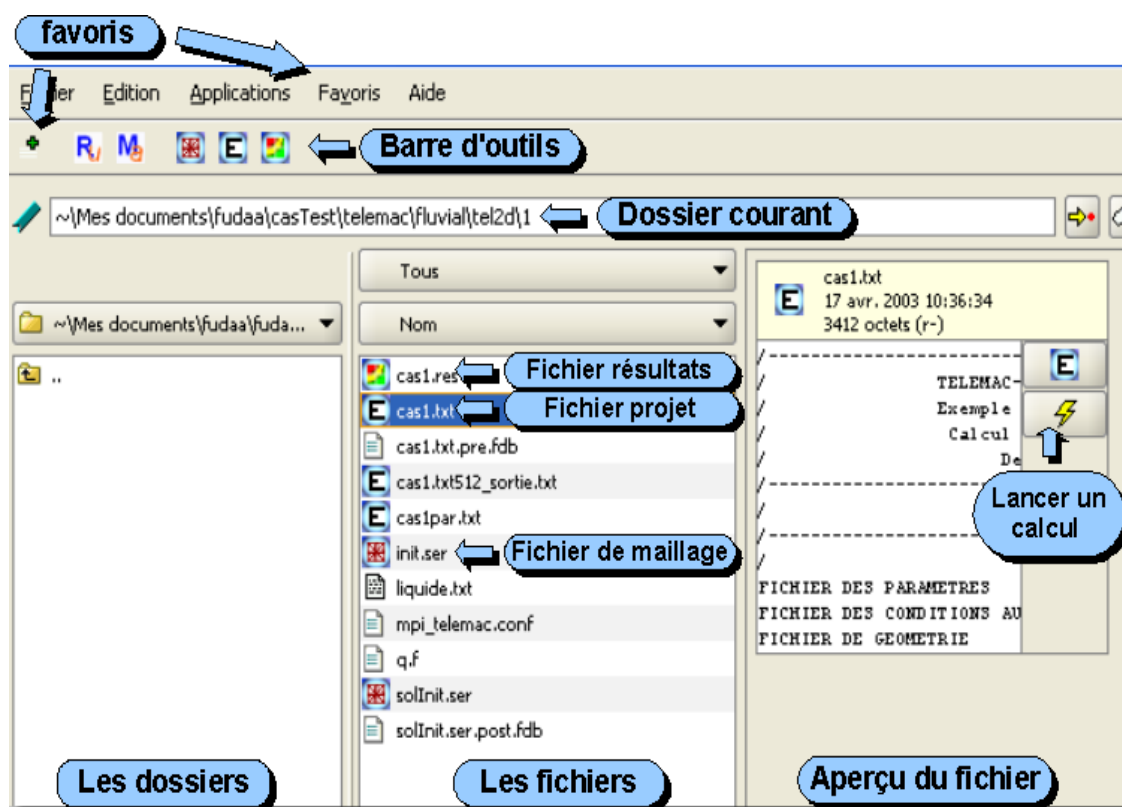 favoris
Edition Applications Favoris Aide
Barre d'outils
~\Mes documents\fudaa\casTest\telemac\fluvial\tel2d\1
Dossier courant
Tous
~\Mes documents\fudaa\fuda...
Nom
cas1.txt
17 avr. 2003 10:36:34
3412 octets (r-)
..
cas1.res
Fichier résultats
cas1.txt
Fichier projet
cas1.txt.pre.fdb
cas1.txt512_sortie.txt
cas1par.txt
init.ser
Fichier de maillage
liquide.txt
mpi_telemac.conf
q.f
solInit.ser
solInit.ser.post.fdb
/-----------------------
/ TELEMAC-
/ Exemple
/ Calcul
/ De
/-----------------------
/
/-----------------------
/
FICHIER DES PARAMETRES
FICHIER DES CONDITIONS AU
FICHIER DE GEOMETRIE
E
Lancer un
calcul
Les dossiers
Les fichiers
Aperçu du fichier